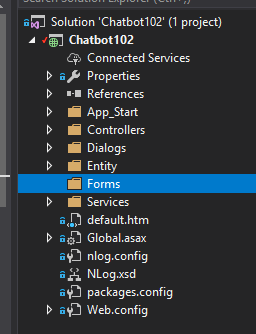 Search Solution Explorer (Ctrl+;)
Solution 'Chatbot102' (1 project)
Chatbot102
Connected Services
Properties
References
App_Start
Controllers
Dialogs
Entity
Forms
Services
default.htm
Global.asax
nlog.config
NLog.xsd
packages.config
Web.config